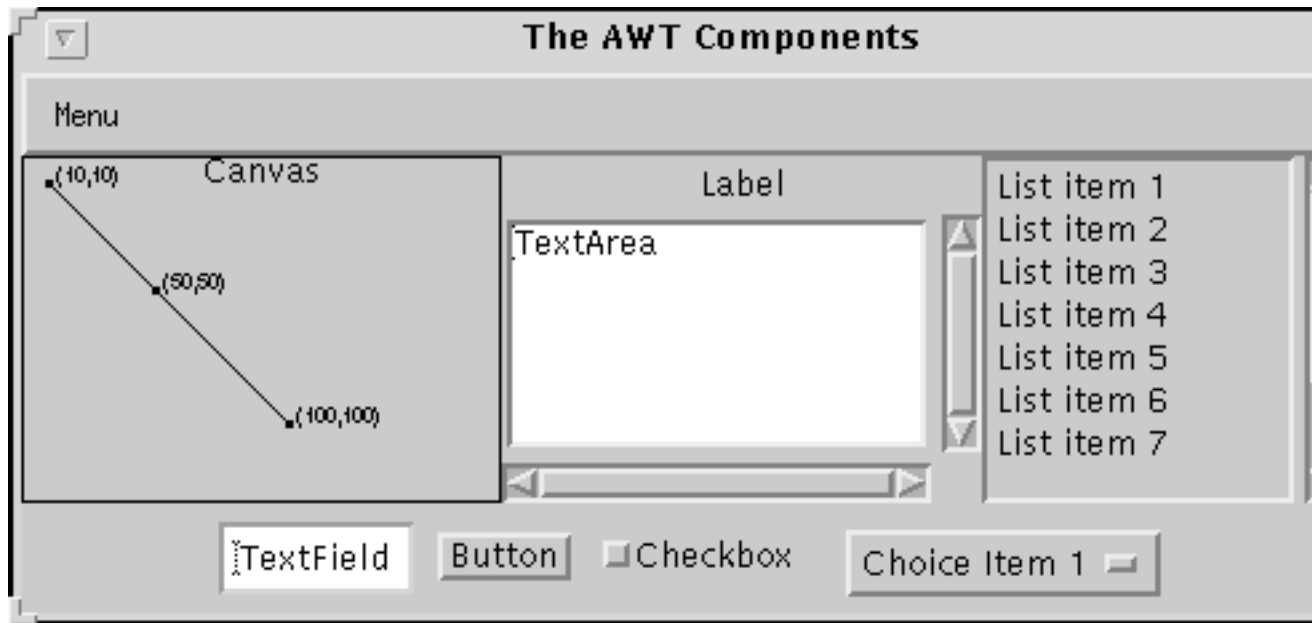 The AWT Components
Menu
Canvas
(10,10)
(50,50)
(100,100)
Label
TextArea
List item 1
List item 2
List item 3
List item 4
List item 5
List item 6
List item 7
TextField
Button
Checkbox
Choice Item 1